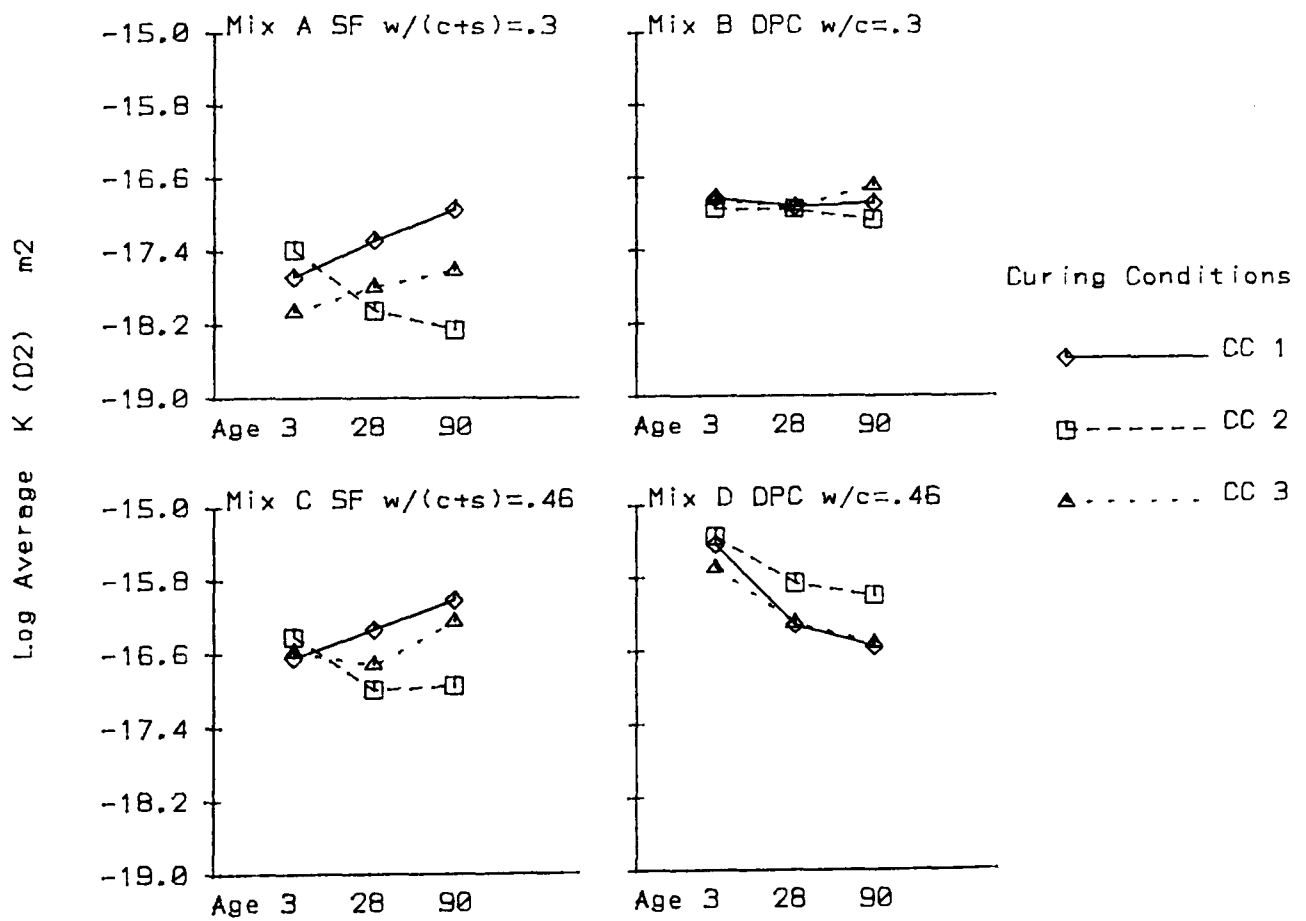 Mix A SF w/(c+s)=.3
Mix B OPC w/c=.3
-15.0
-15.8
-16.6
-17.4
-18.2
-19.0
Age 3 28 90
Age 3 28 90
Mix C SF w/(c+s)=.46
Mix D OPC w/c=.46
-15.0
-15.8
-16.6
-17.4
-18.2
-19.0
Age 3 28 90
Age 3 28 90
Log Average K (O2) m2
Curing Conditions
CC 1
CC 2
CC 3